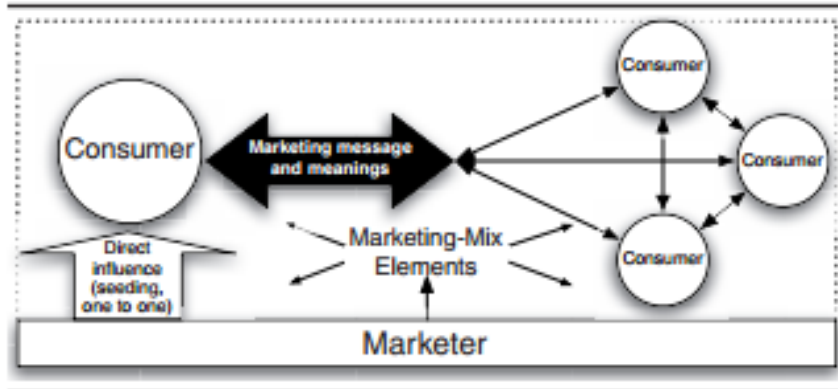 Consumer
Consumer
Marketing message
and meanings
Consumer
Consumer
Marketing-Mix
Elements
Direct
influence
(seeding,
one to one)
Marketer